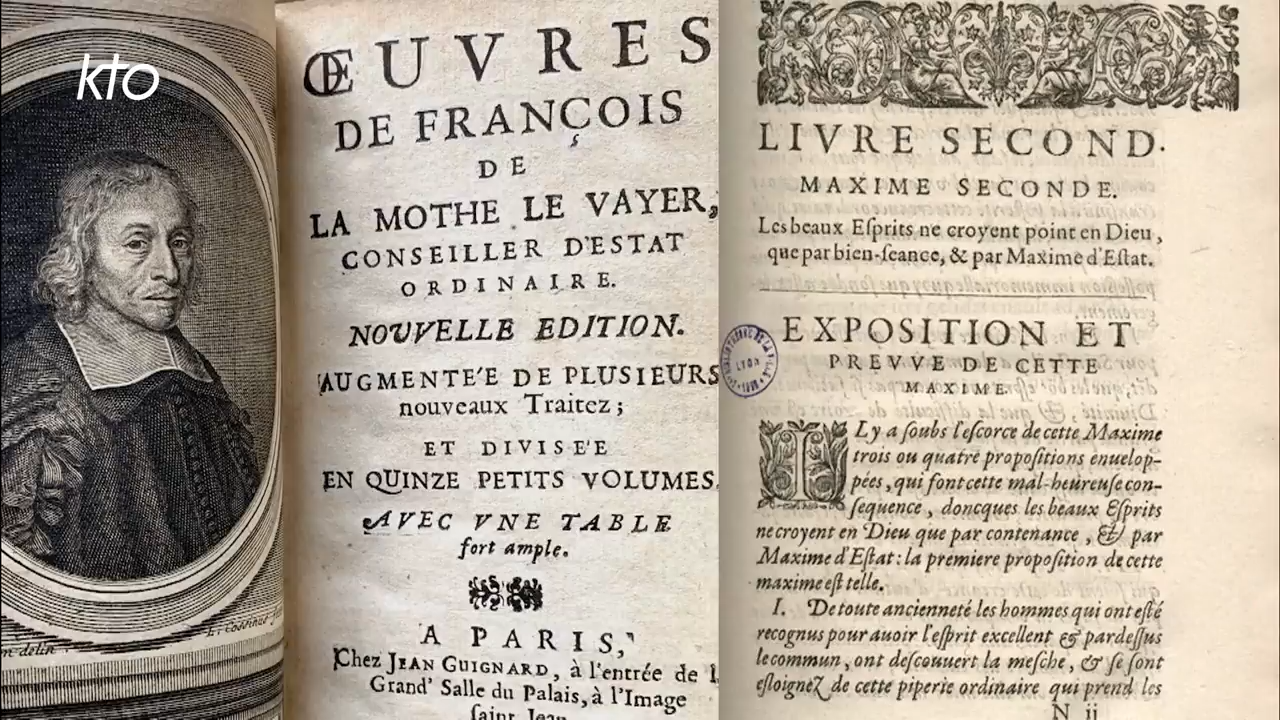 kto
ŒUVRES
DE FRANÇOIS
DE
LA MOTHE LE VAYER,
CONSEILLER D'ESTAT
ORDINAIRE.
NOUVELLE EDITION.
AUGMENTE'E DE PLUSIEURS
nouveaux Traitez;
ET DIVISE'E
EN QUINZE PETITS VOLUMES.
AVEC VNE TABLE
fort ample.
A PARIS,
Chez JEAN GUIGNARD, à l'entrée de
Grand' Salle du Palais, à l'Image
saint Jean
LIVRE SECOND.
MAXIME SECONDE.
Les beaux Eſprits ne croyent point en Dieu,
que par bien-ſeance, & par Maxime d'Eſtat.
EXPOSITION ET
PREVVE DE CETTE
MAXIME.
IL y a ſoubs l'eſcorce de cette Maxime
trois ou quatre propoſitions enuelop-
pées, qui font cette mal-heureuſe con-
ſequence, doncques les beaux Eſprits
ne croyent en Dieu que par contenance, & par
Maxime d'Eſtat: la premiere propoſition de cette
maxime eſt telle.
I. De toute ancienneté les hommes qui ont eſté
recognus pour auoir l'eſprit excellent & pardeſſus
le commun, ont deſcouuert la meſche, & ſe ſont
eſloignez de cette piperie ordinaire qui prend les
N ij
LYON